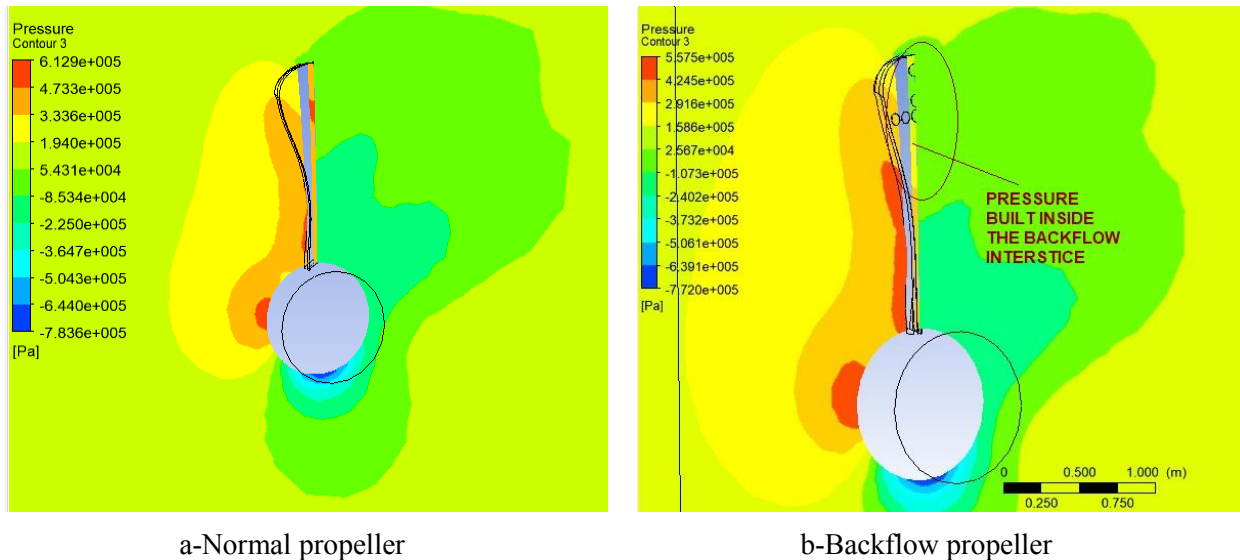 Pressure
Contour 3
6.129e+005
4.733e+005
3.336e+005
1.940e+005
5.431e+004
-8.534e+004
-2.250e+005
-3.647e+005
-5.043e+005
-6.440e+005
-7.836e+005
[Pa]
Pressure
Contour 3
5.575e+005
4.245e+005
2.916e+005
1.586e+005
2.567e+004
-1.073e+005
-2.402e+005
-3.732e+005
-5.061e+005
-6.391e+005
-7.720e+005
[Pa]
PRESSURE
BUILT INSIDE
THE BACKFLOW
INTERSTICE
0 0.500 1.000 (m)
0.250 0.750
a-Normal propeller
b-Backflow propeller